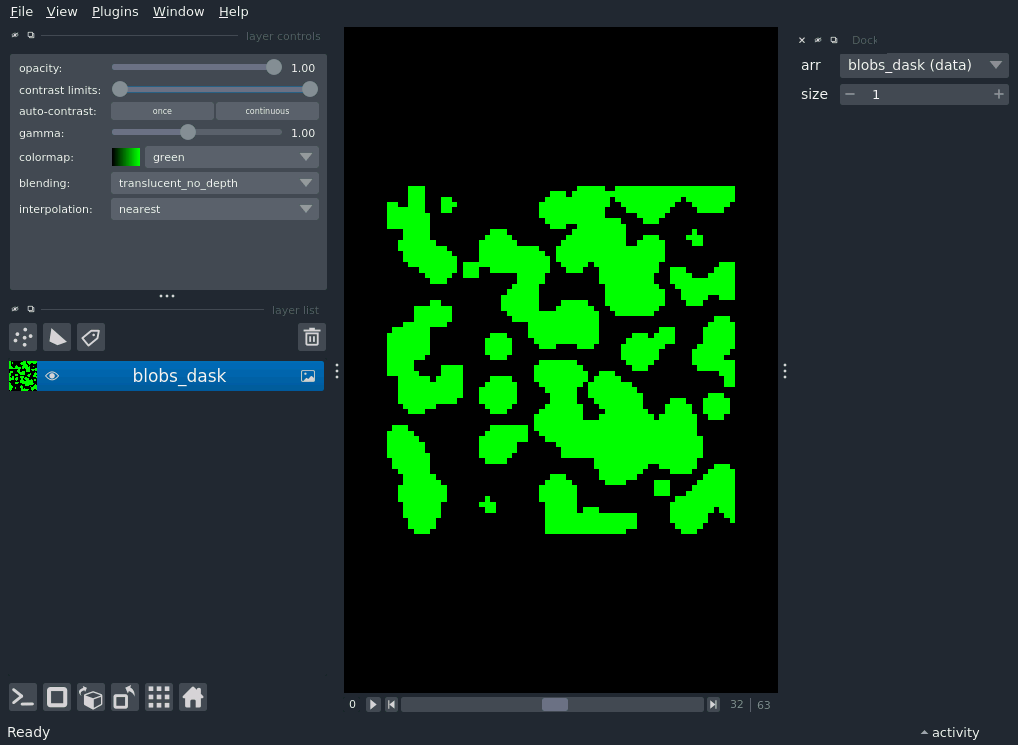 File View Plugins Window Help
layer controls
opacity: 1.00
contrast limits:
auto-contrast: once continuous
gamma: 1.00
colormap: green
blending: translucent_no_depth
interpolation: nearest
layer list
blobs_dask
0 32 63
Ready
Dock
arr blobs_dask (data)
size 1
activity